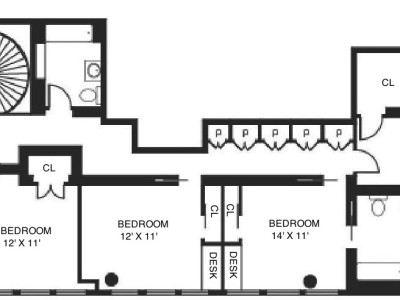 CL
P P P P P
CL
CL CL
BEDROOM
12' X 11'
BEDROOM
12' X 11'
BEDROOM
14' X 11'
DESK DESK